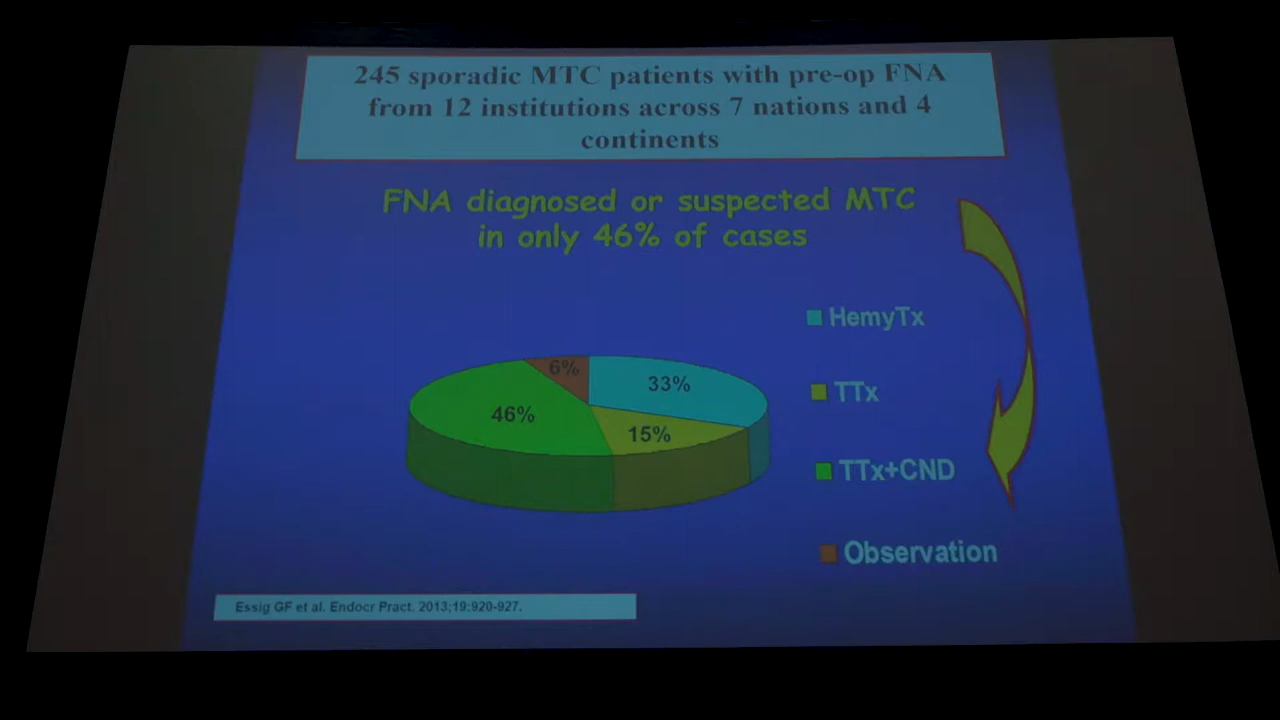 245 sporadic MTC patients with pre-op FNA
from 12 institutions across 7 nations and 4
continents
FNA diagnosed or suspected MTC
in only 46% of cases
HemyTx
6%
33%
TTx
46%
15%
TTx+CND
Observation
Essig GF et al. Endocr Pract. 2013;19:920-927.